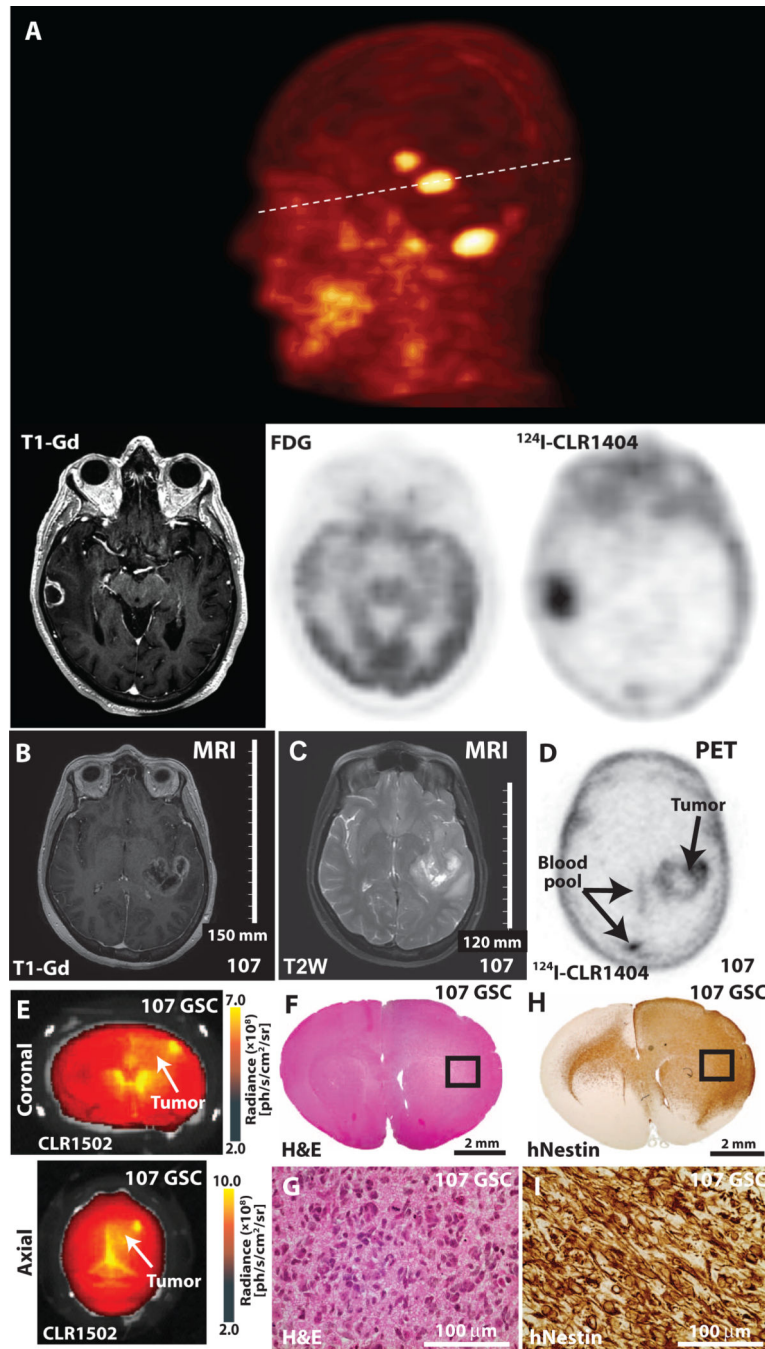 A
T1-Gd
FDG
¹²⁴I-CLR1404
B
MRI
150 mm
T1-Gd
107
C
MRI
120 mm
T2W
107
D
PET
Tumor
Blood
pool
¹²⁴I-CLR1404
107
E
107 GSC
Coronal
Tumor
CLR1502
7.0
Radiance (×10⁸)
[ph/s/cm²/sr]
2.0
F
107 GSC
H&E
2 mm
H
107 GSC
hNestin
2 mm
107 GSC
Axial
Tumor
CLR1502
10.0
Radiance (×10⁸)
[ph/s/cm²/sr]
2.0
G
107 GSC
H&E
100 µm
I
107 GSC
hNestin
100 µm